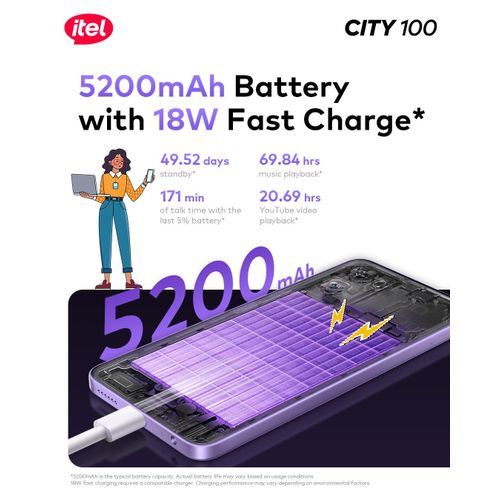 itel
CITY 100
5200mAh Battery
with 18W Fast Charge*
49.52 days
standby*
69.84 hrs
music playback*
171 min
of talk time with the
last 5% battery*
20.69 hrs
YouTube video
playback*
5200mAh
*5200mAh is the typical battery capacity. Actual battery life may vary based on usage conditions.
18W fast charging requires a compatible charger. Charging performance may vary depending on environmental factors.